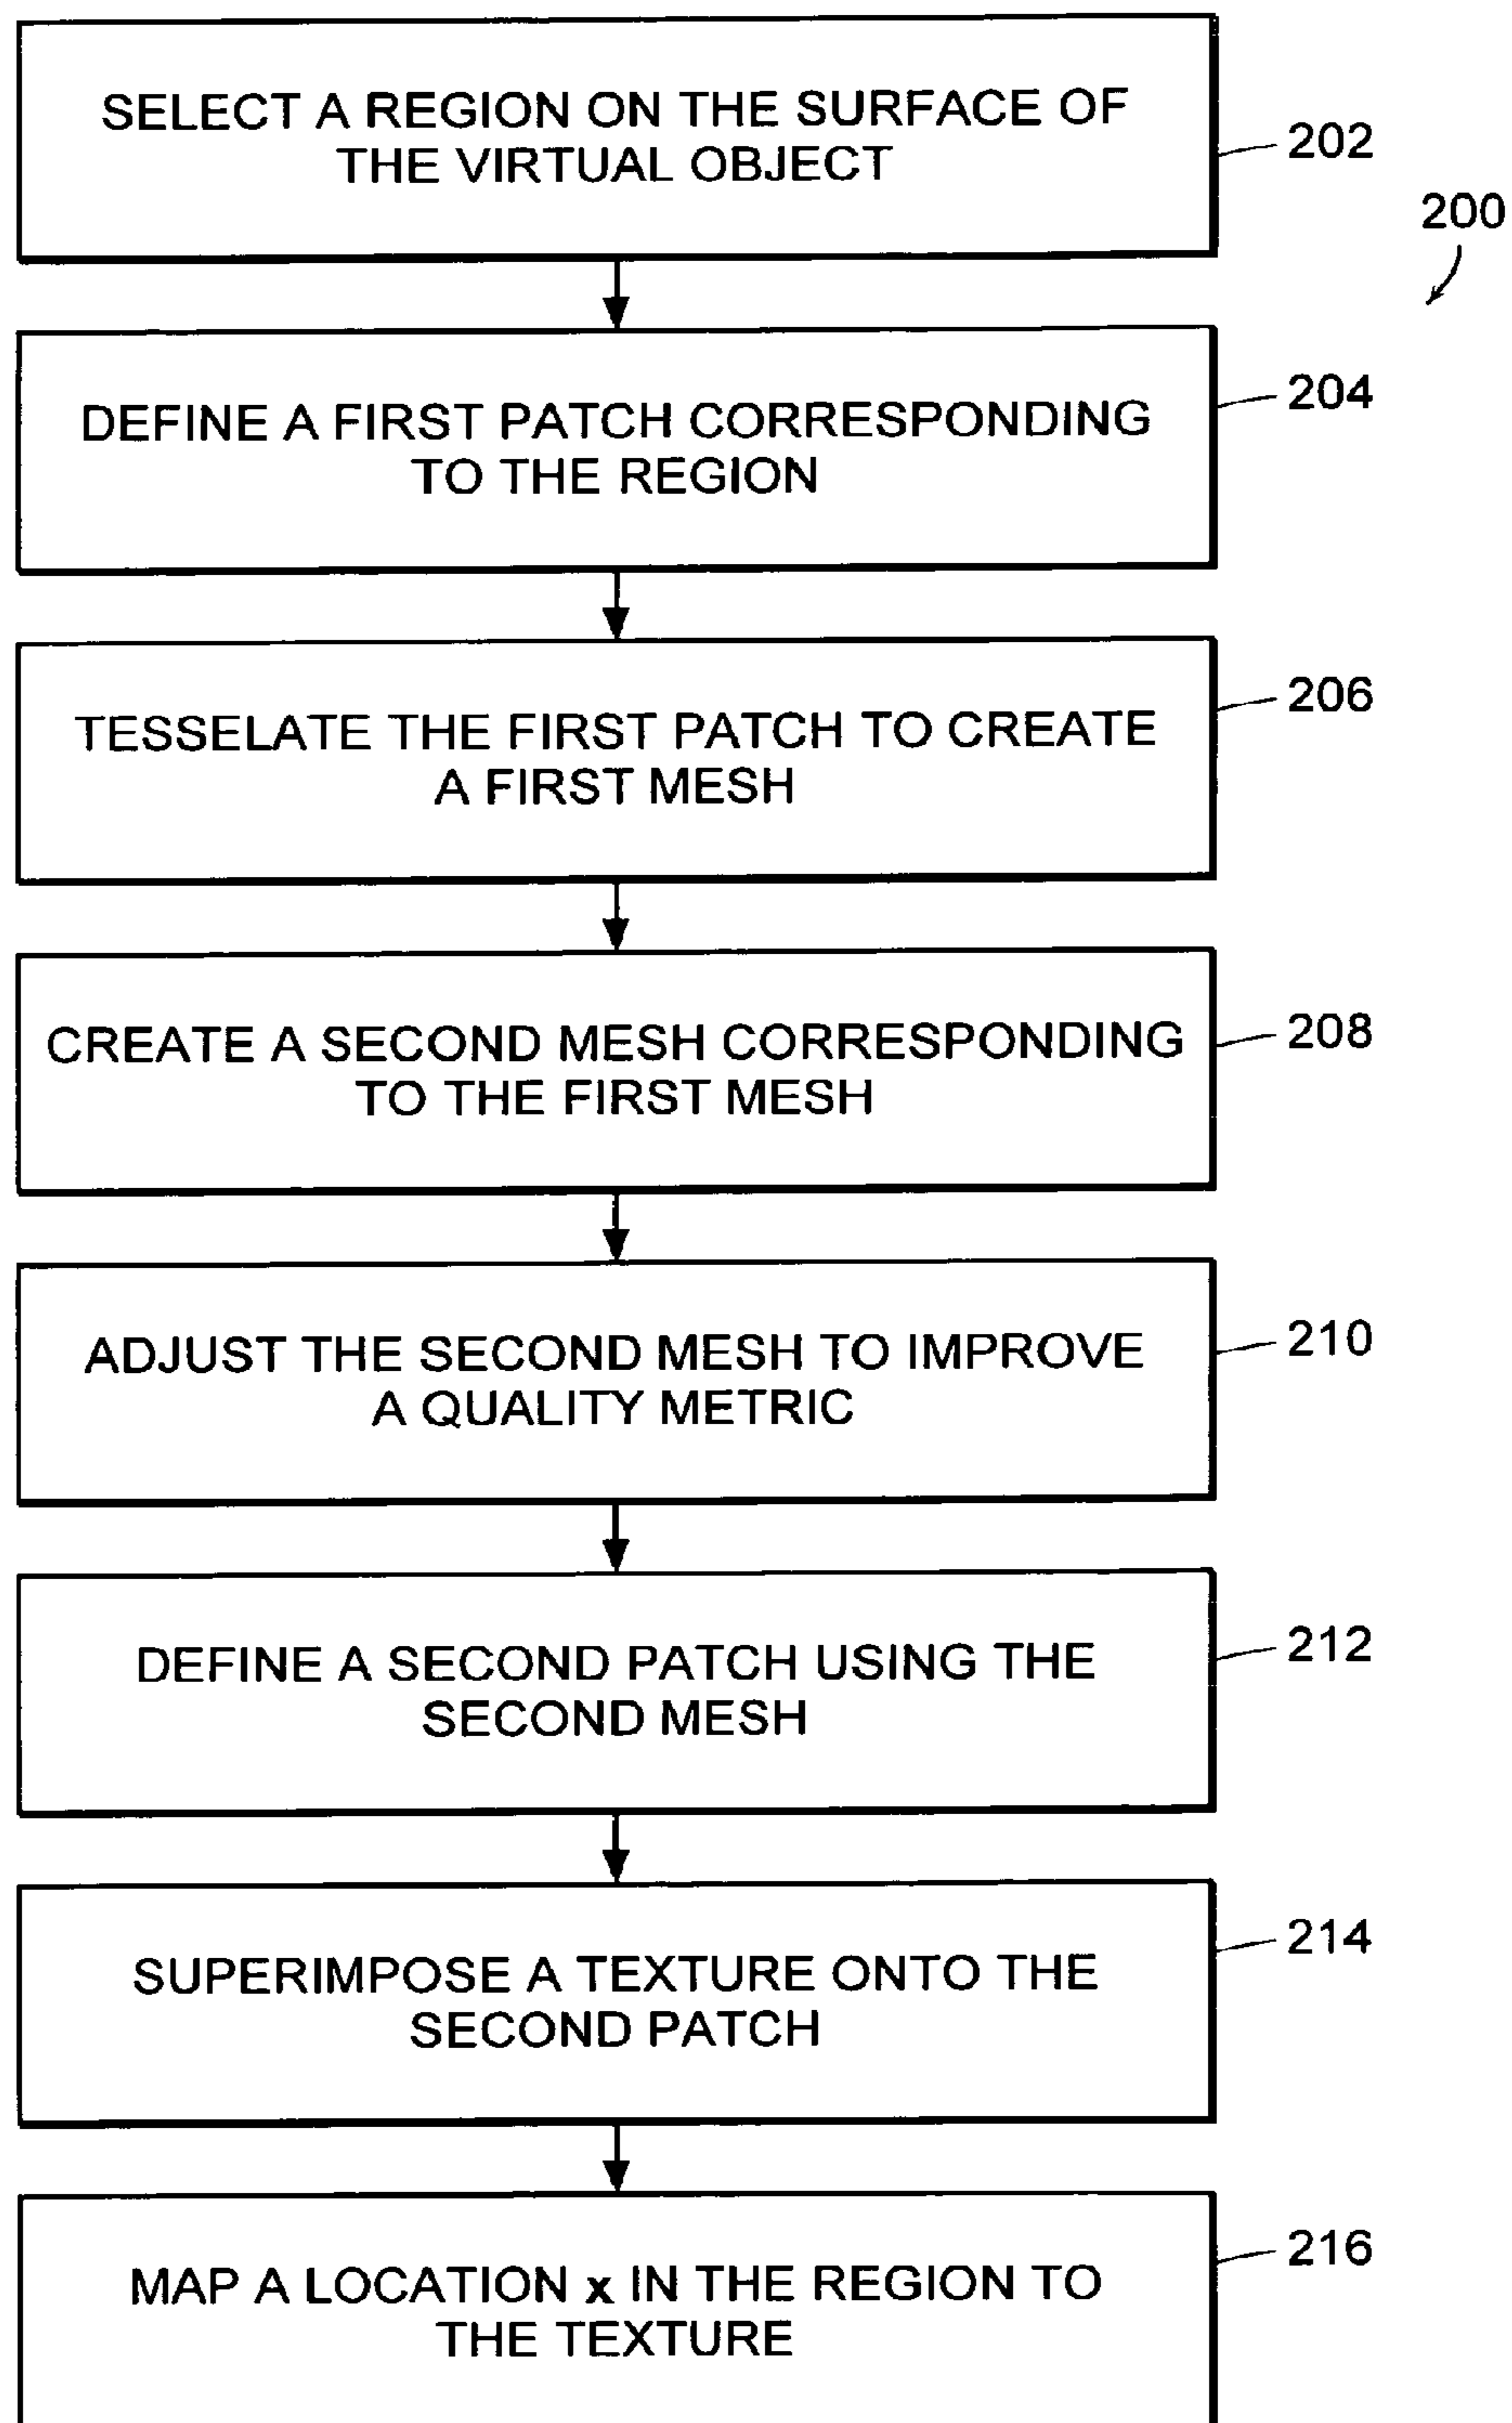 SELECT A REGION ON THE SURFACE OF
THE VIRTUAL OBJECT
202
200
DEFINE A FIRST PATCH CORRESPONDING
TO THE REGION
204
TESSELATE THE FIRST PATCH TO CREATE
A FIRST MESH
206
CREATE A SECOND MESH CORRESPONDING
TO THE FIRST MESH
208
ADJUST THE SECOND MESH TO IMPROVE
A QUALITY METRIC
210
DEFINE A SECOND PATCH USING THE
SECOND MESH
212
SUPERIMPOSE A TEXTURE ONTO THE
SECOND PATCH
214
MAP A LOCATION x IN THE REGION TO
THE TEXTURE
216